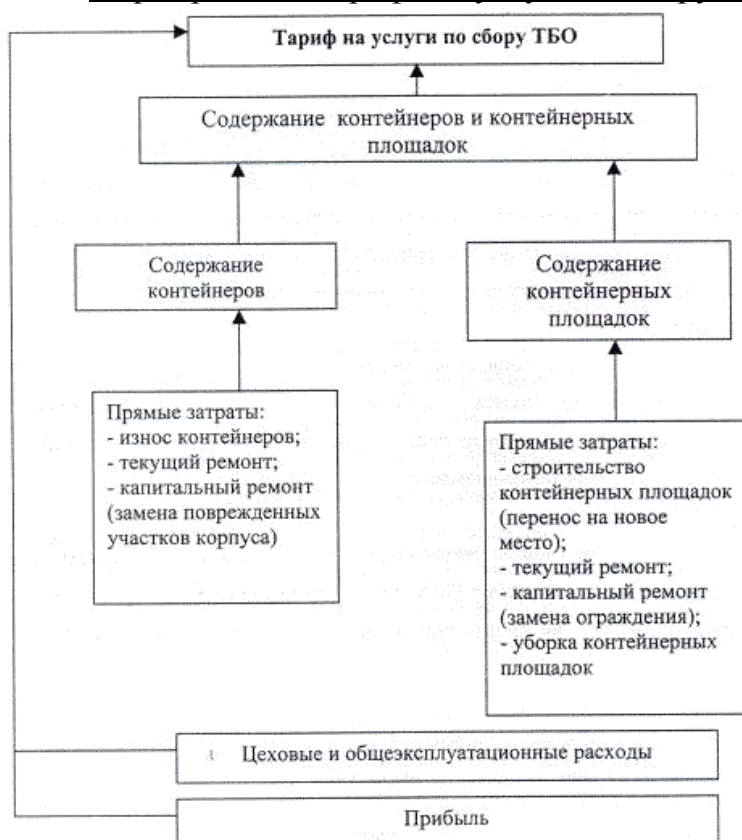 Тариф на услуги по сбору ТБО
Содержание контейнеров и контейнерных
площадок
Содержание
контейнеров
Содержание
контейнерных
площадок
Прямые затраты:
- износ контейнеров;
- текущий ремонт;
- капитальный ремонт
(замена поврежденных
участков корпуса)
Прямые затраты:
- строительство
контейнерных площадок
(перенос на новое
место);
- текущий ремонт;
- капитальный ремонт
(замена ограждения);
- уборка контейнерных
площадок
Цеховые и общеэксплуатационные расходы
Прибыль